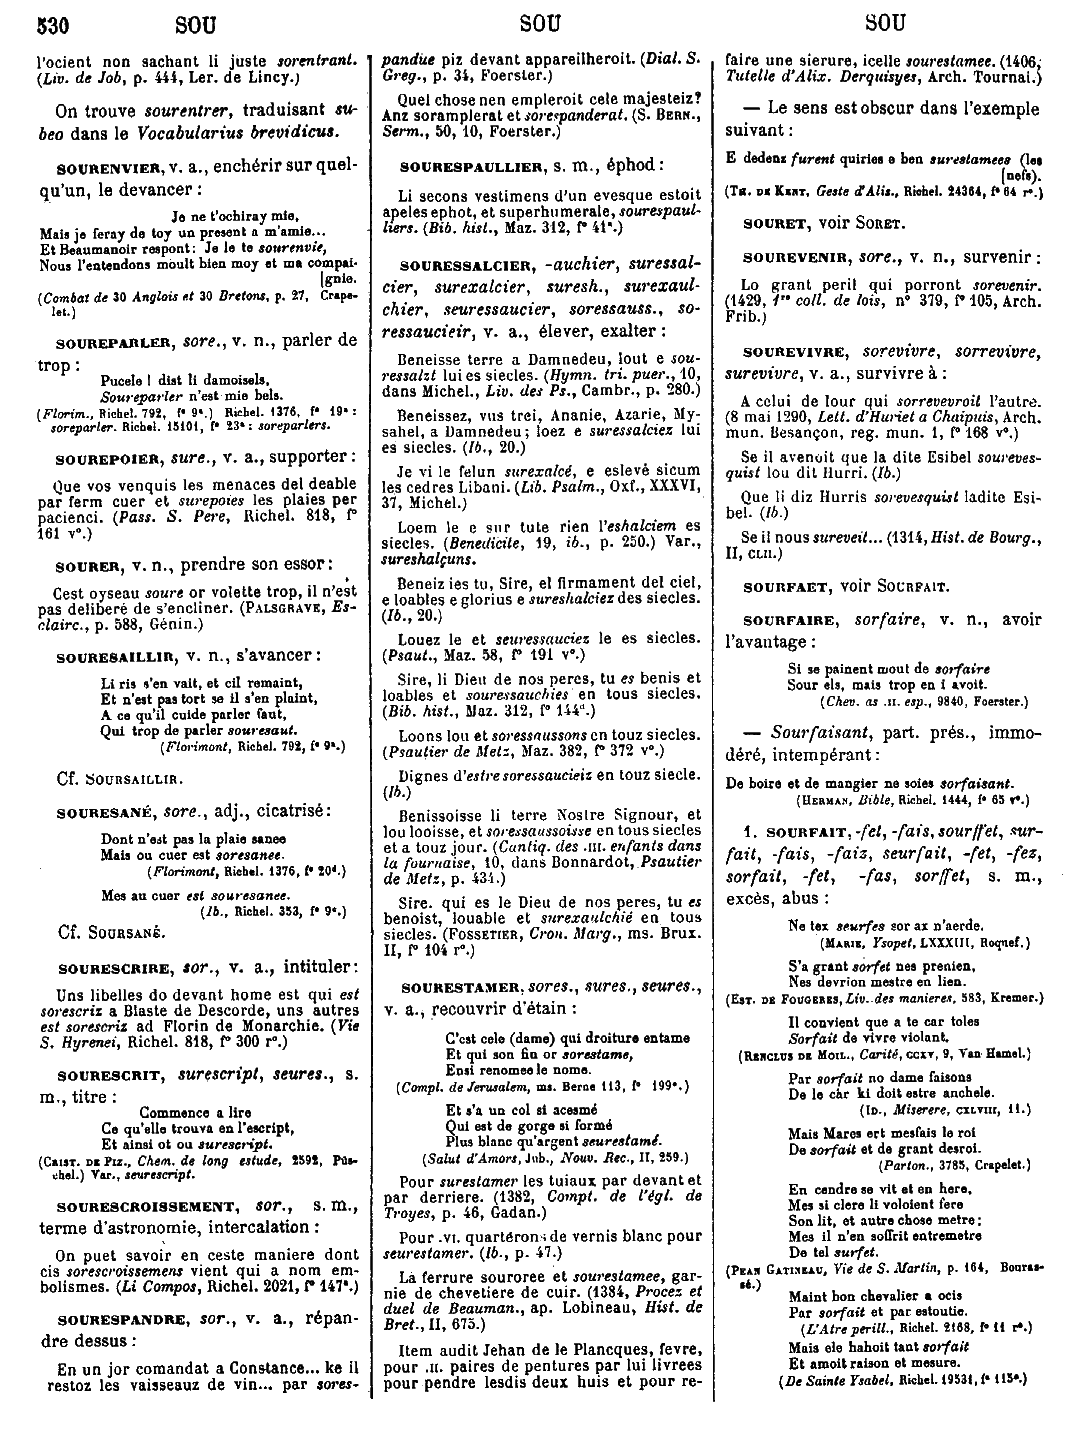 530 SOU SOU SOU
l'ocient non sachant li juste sorentrant.
(Liv. de Job, p. 444, Ler. de Lincy.)
On trouve sourentrer, traduisant su-
beo dans le Vocabularius brevidicus.
SOURENVIER, v. a., enchérir sur quel-
qu'un, le devancer :
Je ne t'ochiray mie,
Mais je feray de toy un present a m'amie...
Et Beaumanoir respont: Je le te sourenvie,
Nous l'entendons moult bien moy et ma compai-
[gnie.
(Combat de 30 Anglois et 30 Bretons, p. 27, Crape-
let.)
SOUREPARLER, sore., v. n., parler de
trop :
Pucele ! dist li damoisels,
Soureparler n'est mie bels.
(Florim., Richel. 792, f° 9ª.) Richel. 1376, f° 19ª :
soreparler. Richel. 15101, f° 23ª : soreparlers.
SOUREPOIER, sure., v. a., supporter :
Que vos venquis les menaces del deable
par ferm cuer et surepoies les plaies per
pacienci. (Pass. S. Pere, Richel. 818, f°
161 v°.)
SOURER, v. n., prendre son essor :
Cest oyseau soure or volette trop, il n'est
pas deliberé de s'encliner. (PALSGRAVE, Es-
clairc., p. 588, Génin.)
SOURESAILLIR, v. n., s'avancer :
Li ris s'en vait, et cil remaint,
Et n'est pas tort se il s'en plaint,
A ce qu'il cuide parler faut,
Qui trop de parler souresaut.
(Florimont, Richel. 792, f° 9ª.)
Cf. SOURSAILLIR.
SOURESANÉ, sore., adj., cicatrisé :
Dont n'est pas la plaie sanee
Mais ou cuer est soresanee.
(Florimont, Richel. 1376, f° 20ᵈ.)
Mes au cuer est souresanee.
(Ib., Richel. 353, f° 9ª.)
Cf. SOURSANÉ.
SOURESCRIRE, sor., v. a., intituler :
Uns libelles do devant home est qui est
sorescriz a Blaste de Descorde, uns autres
est sorescriz ad Florin de Monarchie. (Vie
S. Hyrenei, Richel. 818, f° 300 r°.)
SOURESCRIT, surescript, seures., s.
m., titre :
Commence a lire
Ce qu'elle trouva en l'escript,
Et ainsi ot ou surescript.
(CRIST. DE PIZ., Chem. de long estude, 2592, Püs-
chel.) Var., seurescript.
SOURESCROISSEMENT, sor., s. m.,
terme d'astronomie, intercalation :
On puet savoir en ceste maniere dont
cis sorescroissemens vient qui a nom em-
bolismes. (Li Compos, Richel. 2021, f° 147ª.)
SOURESPANDRE, sor., v. a., répan-
dre dessus :
En un jor comandat a Constance... ke il
restoz les vaisseauz de vin... par sores-
pandue piz devant appareilheroit. (Dial. S.
Greg., p. 34, Foerster.)
Quel chose nen empleroit cele majesteiz?
Anz soramplerat et sorespanderat. (S. BERN.,
Serm., 50, 10, Foerster.)
SOURESPAULLIER, s. m., éphod :
Li secons vestimens d'un evesque estoit
apeles ephot, et superhumerale, sourespaul-
liers. (Bib. hist., Maz. 312, f° 41ª.)
SOURESSALCIER, -auchier, suressal-
cier, surexalcier, suresh., surexaul-
chier, seuressaucier, soressauss., so-
ressaucieir, v. a., élever, exalter :
Beneisse terre a Damnedeu, lout e sou-
ressalzt lui es siecles. (Hymn. tri. puer., 10,
dans Michel., Liv. des Ps., Cambr., p. 280.)
Beneissez, vus trei, Ananie, Azarie, My-
sahel, a Damnedeu; loez e suressalciez lui
es siecles. (Ib., 20.)
Je vi le felun surexalcé, e eslevé sicum
les cedres Libani. (Lib. Psalm., Oxf., XXXVI,
37, Michel.)
Loem le e sur tute rien l'eshalciem es
siecles. (Benedicite, 19, ib., p. 250.) Var.,
sureshalçuns.
Beneiz ies tu, Sire, el firmament del ciel,
e loables e glorius e sureshalciez des siecles.
(Ib., 20.)
Louez le et seuressauciez le es siecles.
(Psaut., Maz. 58, f° 191 v°.)
Sire, li Dieu de nos peres, tu es benis et
loables et souressauchies en tous siecles.
(Bib. hist., Maz. 312, f° 144ᵈ.)
Loons lou et soressaussons en touz siecles.
(Psautier de Metz, Maz. 382, f° 372 v°.)
Dignes d'estre soressaucieiz en touz siecle.
(Ib.)
Benissoisse li terre Nostre Signour, et
lou looisse, et soressaussoisse en tous siecles
et a touz jour. (Cantiq. des .III. enfants dans
la fournaise, 10, dans Bonnardot, Psautier
de Metz, p. 434.)
Sire. qui es le Dieu de nos peres, tu es
benoist, louable et surexaulchié en tous
siecles. (FOSSETIER, Cron. Marg., ms. Brux.
II, f° 104 r°.)
SOURESTAMER, sores., sures., seures.,
v. a., recouvrir d'étain :
C'est cele (dame) qui droiture entame
Et qui son fin or sorestame,
Ensi renomee le nome.
(Compl. de Jerusalem, ms. Berne 113, f° 199ª.)
Et s'a un col si acesmé
Qui est de gorge si formé
Plus blanc qu'argent seurestamé.
(Salut d'Amors, Jub., Nouv. Rec., II, 259.)
Pour surestamer les tuiaux par devant et
par derriere. (1382, Compt. de l'égl. de
Troyes, p. 46, Gadan.)
Pour .VI. quartérons de vernis blanc pour
seurestamer. (Ib., p. 47.)
La ferrure souroree et sourestamee, gar-
nie de chevetiere de cuir. (1384, Procez et
duel de Beauman., ap. Lobineau, Hist. de
Bret., II, 675.)
Item audit Jehan de le Plancques, fevre,
pour .II. paires de pentures par lui livrees
pour pendre lesdis deux huis et pour re-
faire une sierure, icelle sourestamee. (1406,
Tutelle d'Alix. Derquisyes, Arch. Tournai.)
— Le sens est obscur dans l'exemple
suivant :
E dedenz furent quiries e ben surestamees (les
[nefs).
(TH. DE KENT, Geste d'Alis., Richel. 24364, f° 64 r°.)
SOURET, voir SORET.
SOUREVENIR, sore., v. n., survenir :
Lo grant peril qui porront sorevenir.
(1429, 1ʳᵉ coll. de lois, n° 379, f° 105, Arch.
Frib.)
SOUREVIVRE, sorevivre, sorrevivre,
surevivre, v. a., survivre à :
A celui de lour qui sorrevevroit l'autre.
(8 mai 1290, Lett. d'Huriet a Chaipuis, Arch.
mun. Besançon, reg. mun. 1, f° 168 v°.)
Se il avenoit que la dite Esibel soureves-
quist lou dit Hurri. (Ib.)
Que li diz Hurris sorevesquist ladite Esi-
bel. (Ib.)
Se il nous sureveit... (1314, Hist. de Bourg.,
II, CLII.)
SOURFAET, voir SOURFAIT.
SOURFAIRE, sorfaire, v. n., avoir
l'avantage :
Si se painent mout de sorfaire
Sour els, mais trop en i avoit.
(Chev. as .II. esp., 9840, Foerster.)
— Sourfaisant, part. prés., immo-
déré, intempérant :
De boire et de mangier ne soies sorfaisant.
(HERMAN, Bible, Richel. 1444, f° 65 v°.)
1. SOURFAIT, -fet, -fais, sourffet, sur-
fait, -fais, -faiz, seurfait, -fet, -fez,
sorfait, -fet, -fas, sorffet, s. m.,
excès, abus :
Ne tex seurfes sor ax n'aerde.
(MARIE, Ysopet, LXXXIII, Roquef.)
S'a grant sorfet nes prenien,
Nes devrion mestre en lien.
(EST. DE FOUGERES, Liv. des manieres, 583, Kremer.)
Il convient que a te car toles
Sorfait de vivre violant.
(RENCLUS DE MOIL., Carité, CCXV, 9, Van Hamel.)
Par sorfait no dame faisons
De le car ki doit estre anchele.
(ID., Miserere, CXLVIII, 11.)
Mais Mares ert mesfais le roi
De sorfait et de grant desroi.
(Parton., 3785, Crapelet.)
En cendre se vit et en here,
Mes si clerc li voloient fere
Son lit, et autre chose metre;
Mes il n'en soffrit entremetre
De tel surfet.
(PEAN GATINEAU, Vie de S. Martin, p. 164, Bouras-
sé.)
Maint bon chevalier a ocis
Par sorfait et par estoutie.
(L'Atre perill., Richel. 2168, f° 11 rª.)
Mais ele hahoit tant sorfait
Et amoit raison et mesure.
(De Sainte Ysabel, Richel. 19531, f° 115ª.)